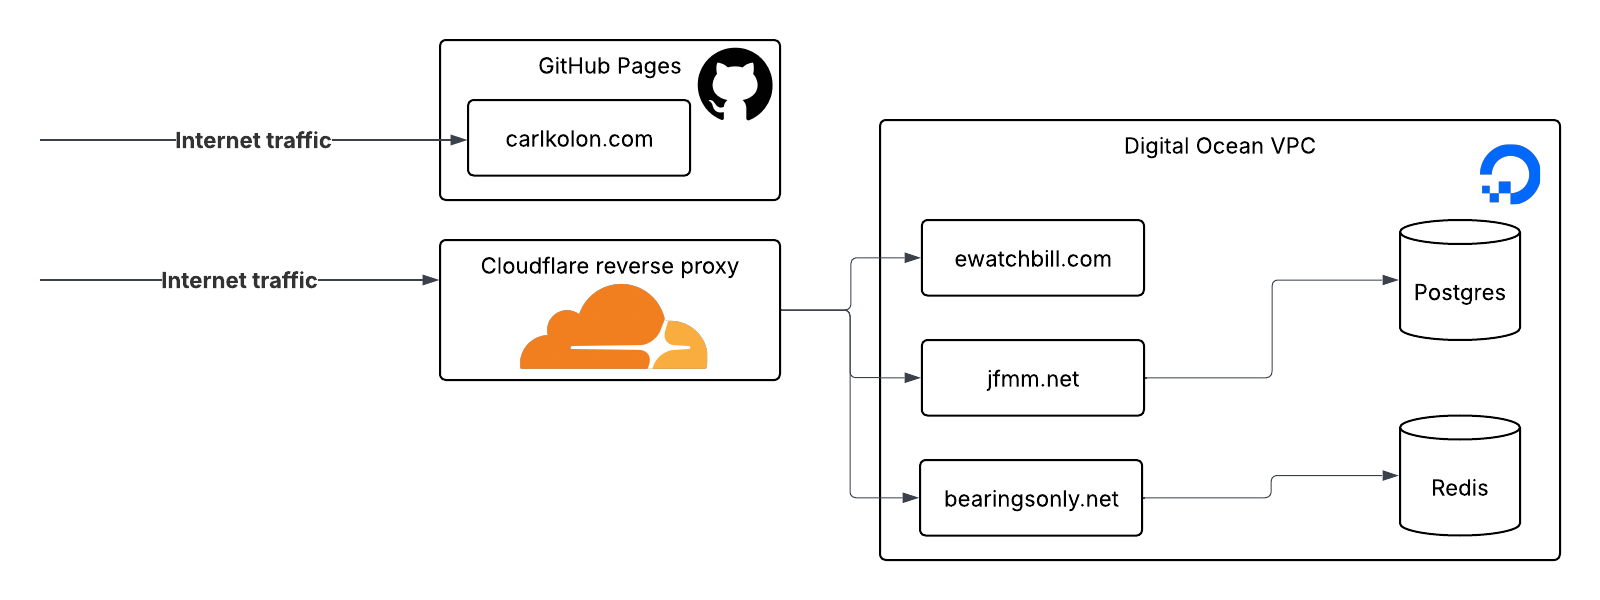 GitHub Pages
Internet traffic
carlkolon.com
Internet traffic
Cloudflare reverse proxy
Digital Ocean VPC
ewatchbill.com
Postgres
jfmm.net
bearingsonly.net
Redis